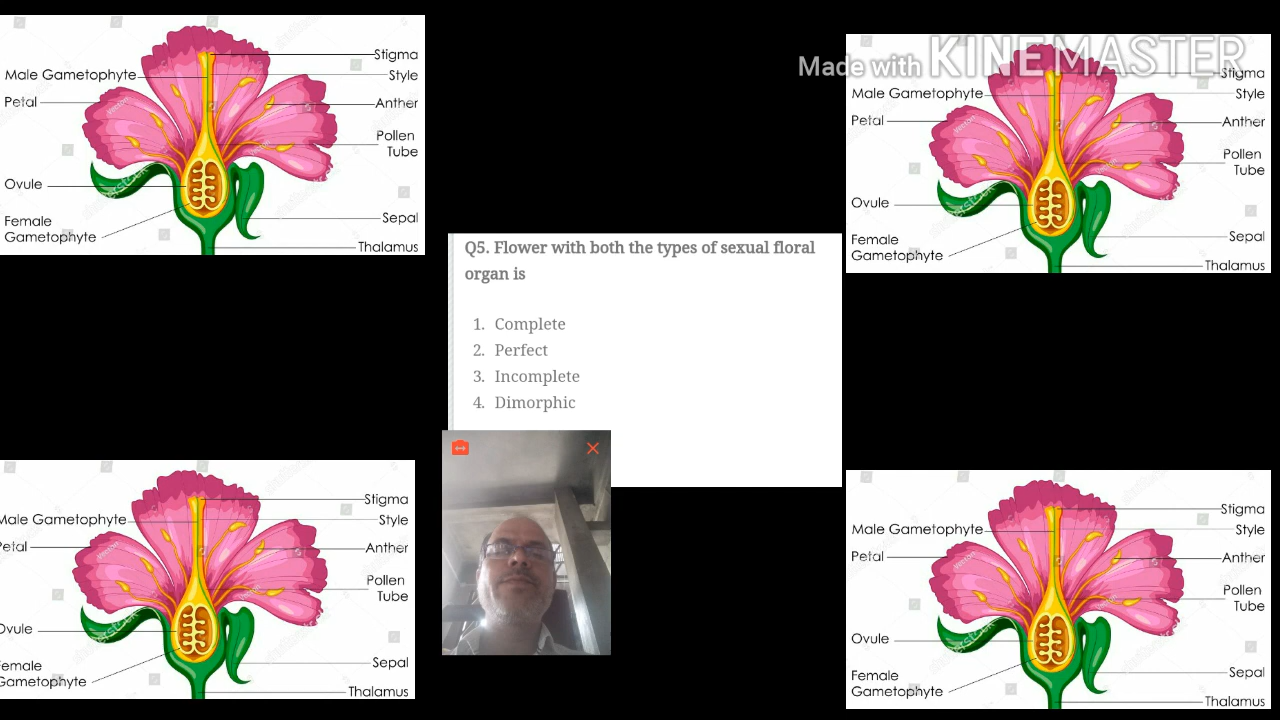 Stigma
Male Gametophyte
Style
Petal
Anther
Pollen
Tube
Ovule
Female
Gametophyte
Sepal
Thalamus
Made with KINEMASTER
Stigma
Male Gametophyte
Style
Petal
Anther
Pollen
Tube
Ovule
Female
Gametophyte
Sepal
Thalamus
Q5. Flower with both the types of sexual floral
organ is
1. Complete
2. Perfect
3. Incomplete
4. Dimorphic
Stigma
Male Gametophyte
Style
Petal
Anther
Pollen
Tube
Ovule
Female
Gametophyte
Sepal
Thalamus
Stigma
Male Gametophyte
Style
Petal
Anther
Pollen
Tube
Ovule
Female
Gametophyte
Sepal
Thalamus